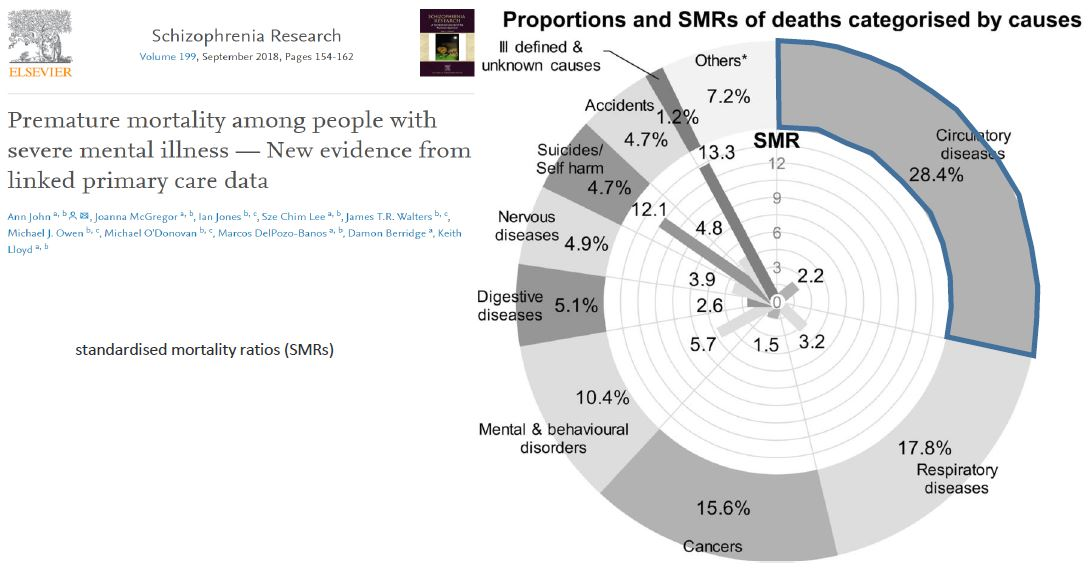 ELSEVIER
Schizophrenia Research
Volume 199, September 2018, Pages 154-162
Premature mortality among people with
severe mental illness — New evidence from
linked primary care data
Ann John a, b, Joanna McGregor a, b, Ian Jones b, c, Sze Chim Lee a, b, James T.R. Walters b, c,
Michael J. Owen b, c, Michael O'Donovan b, c, Marcos DelPozo-Banos a, b, Damon Berridge a, Keith
Lloyd a, b
standardised mortality ratios (SMRs)
Proportions and SMRs of deaths categorised by causes
Ill defined &
unknown causes
Others*
7.2%
Accidents
1.2%
4.7%
Suicides/
Self harm
4.7%
Nervous
diseases
4.9%
Digestive
diseases
5.1%
10.4%
Mental & behavioural
disorders
15.6%
Cancers
17.8%
Respiratory
diseases
Circulatory
diseases
28.4%
SMR
12
9
6
3
0
13.3
12.1
4.8
3.9
2.6
5.7
1.5
3.2
2.2